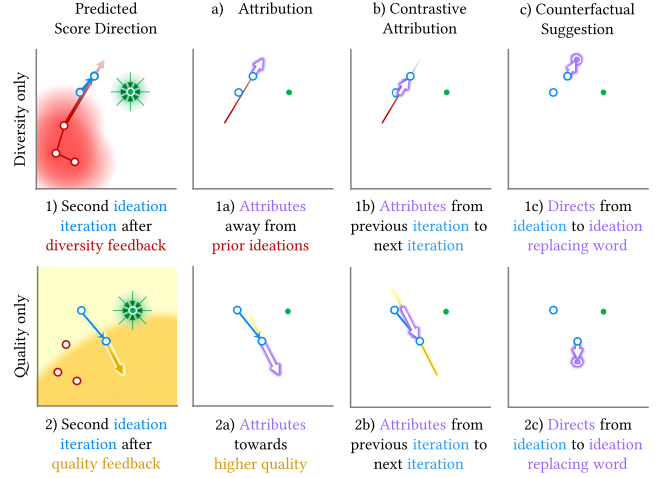 Predicted
Score Direction
a) Attribution
b) Contrastive
Attribution
c) Counterfactual
Suggestion
Diversity only
1) Second ideation
iteration after
diversity feedback
1a) Attributes
away from
prior ideations
1b) Attributes from
previous iteration to
next iteration
1c) Directs from
ideation to ideation
replacing word
Quality only
2) Second ideation
iteration after
quality feedback
2a) Attributes
towards
higher quality
2b) Attributes from
previous iteration to
next iteration
2c) Directs from
ideation to ideation
replacing word